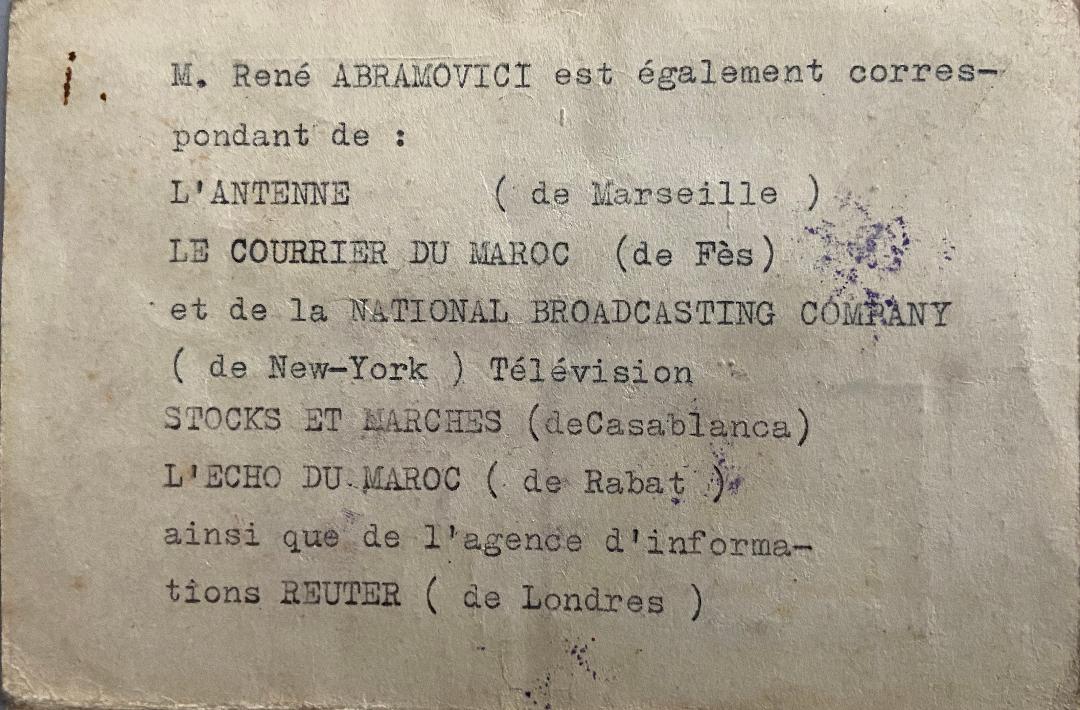 M. René ABRAMOVICI est également corres-
pondant de :
L'ANTENNE ( de Marseille )
LE COURRIER DU MAROC (de Fès)
et de la NATIONAL BROADCASTING COMPANY
( de New-York ) Télévision
STOCKS ET MARCHES (deCasablanca)
L'ECHO DU MAROC ( de Rabat )
ainsi que de l'agence d'informa-
tions REUTER ( de Londres )